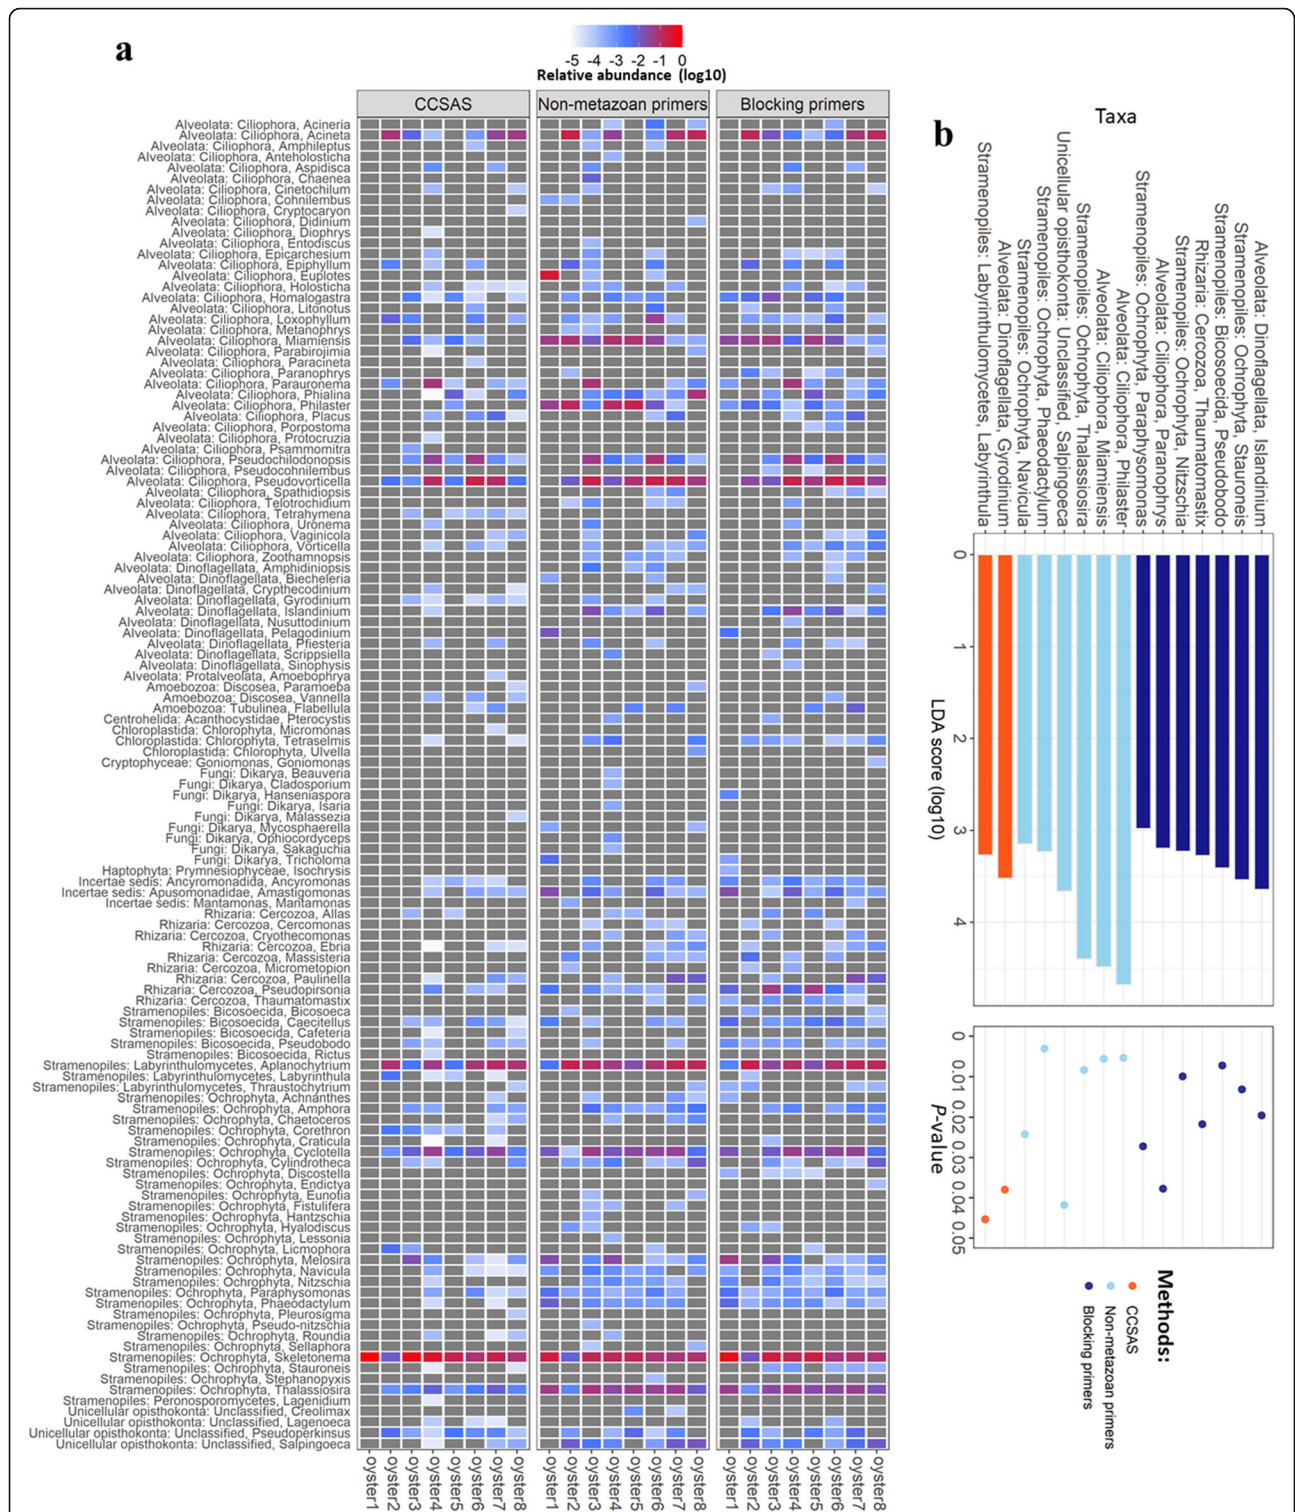 a
-5 -4 -3 -2 -1 0
Relative abundance (log10)
CCSAS
Non-metazoan primers
Blocking primers
Alveolata: Ciliophora, Acineria
Alveolata: Ciliophora, Acineta
Alveolata: Ciliophora, Amphileptus
Alveolata: Ciliophora, Anteholosticha
Alveolata: Ciliophora, Aspidisca
Alveolata: Ciliophora, Chaenea
Alveolata: Ciliophora, Cinetochilum
Alveolata: Ciliophora, Cohnilembus
Alveolata: Ciliophora, Cryptocaryon
Alveolata: Ciliophora, Didinium
Alveolata: Ciliophora, Diophrys
Alveolata: Ciliophora, Entodiscus
Alveolata: Ciliophora, Epicarchesium
Alveolata: Ciliophora, Epiphyllum
Alveolata: Ciliophora, Euplotes
Alveolata: Ciliophora, Holosticha
Alveolata: Ciliophora, Homalogastra
Alveolata: Ciliophora, Litonotus
Alveolata: Ciliophora, Loxophyllum
Alveolata: Ciliophora, Metanophrys
Alveolata: Ciliophora, Miamiensis
Alveolata: Ciliophora, Parabirojimia
Alveolata: Ciliophora, Paracineta
Alveolata: Ciliophora, Paranophrys
Alveolata: Ciliophora, Parauronema
Alveolata: Ciliophora, Phialina
Alveolata: Ciliophora, Philaster
Alveolata: Ciliophora, Placus
Alveolata: Ciliophora, Porpostoma
Alveolata: Ciliophora, Protocruzia
Alveolata: Ciliophora, Psammomitra
Alveolata: Ciliophora, Pseudochilodonopsis
Alveolata: Ciliophora, Pseudocohnilembus
Alveolata: Ciliophora, Pseudovorticella
Alveolata: Ciliophora, Spathidiopsis
Alveolata: Ciliophora, Telotrochidium
Alveolata: Ciliophora, Tetrahymena
Alveolata: Ciliophora, Uronema
Alveolata: Ciliophora, Vaginicola
Alveolata: Ciliophora, Vorticella
Alveolata: Ciliophora, Zoothamnopsis
Alveolata: Dinoflagellata, Amphidiniopsis
Alveolata: Dinoflagellata, Biecheleria
Alveolata: Dinoflagellata, Crypthecodinium
Alveolata: Dinoflagellata, Gyrodinium
Alveolata: Dinoflagellata, Islandinium
Alveolata: Dinoflagellata, Nusuttodinium
Alveolata: Dinoflagellata, Pelagodinium
Alveolata: Dinoflagellata, Pfiesteria
Alveolata: Dinoflagellata, Scrippsiella
Alveolata: Dinoflagellata, Sinophysis
Alveolata: Protalveolata, Amoebophrya
Amoebozoa: Discosea, Paramoeba
Amoebozoa: Discosea, Vannella
Amoebozoa: Tubulinea, Flabellula
Centrohelida: Acanthocystidae, Pterocystis
Chloroplastida: Chlorophyta, Micromonas
Chloroplastida: Chlorophyta, Tetraselmis
Chloroplastida: Chlorophyta, Ulvella
Cryptophyceae: Goniomonas, Goniomonas
Fungi: Dikarya, Beauveria
Fungi: Dikarya, Cladosporium
Fungi: Dikarya, Hanseniaspora
Fungi: Dikarya, Isaria
Fungi: Dikarya, Malassezia
Fungi: Dikarya, Mycosphaerella
Fungi: Dikarya, Ophiocordyceps
Fungi: Dikarya, Sakaguchia
Fungi: Dikarya, Tricholoma
Haptophyta: Prymnesiophyceae, Isochrysis
Incertae sedis: Ancyromonadida, Ancyromonas
Incertae sedis: Apusomonadidae, Amastigomonas
Incertae sedis: Mantamonas, Mantamonas
Rhizaria: Cercozoa, Allas
Rhizaria: Cercozoa, Cercomonas
Rhizaria: Cercozoa, Cryothecomonas
Rhizaria: Cercozoa, Ebria
Rhizaria: Cercozoa, Massisteria
Rhizaria: Cercozoa, Micrometopion
Rhizaria: Cercozoa, Paulinella
Rhizaria: Cercozoa, Pseudopirsonia
Rhizaria: Cercozoa, Thaumatomastix
Stramenopiles: Bicosoecida, Bicosoeca
Stramenopiles: Bicosoecida, Caecitellus
Stramenopiles: Bicosoecida, Cafeteria
Stramenopiles: Bicosoecida, Pseudobodo
Stramenopiles: Bicosoecida, Rictus
Stramenopiles: Labyrinthulomycetes, Aplanochytrium
Stramenopiles: Labyrinthulomycetes, Labyrinthula
Stramenopiles: Labyrinthulomycetes, Thraustochytrium
Stramenopiles: Ochrophyta, Achnanthes
Stramenopiles: Ochrophyta, Amphora
Stramenopiles: Ochrophyta, Chaetoceros
Stramenopiles: Ochrophyta, Corethron
Stramenopiles: Ochrophyta, Craticula
Stramenopiles: Ochrophyta, Cyclotella
Stramenopiles: Ochrophyta, Cylindrotheca
Stramenopiles: Ochrophyta, Discostella
Stramenopiles: Ochrophyta, Endictya
Stramenopiles: Ochrophyta, Eunotia
Stramenopiles: Ochrophyta, Fistulifera
Stramenopiles: Ochrophyta, Hantzschia
Stramenopiles: Ochrophyta, Hyalodiscus
Stramenopiles: Ochrophyta, Lessonia
Stramenopiles: Ochrophyta, Licmophora
Stramenopiles: Ochrophyta, Melosira
Stramenopiles: Ochrophyta, Navicula
Stramenopiles: Ochrophyta, Nitzschia
Stramenopiles: Ochrophyta, Paraphysomonas
Stramenopiles: Ochrophyta, Phaeodactylum
Stramenopiles: Ochrophyta, Pleurosigma
Stramenopiles: Ochrophyta, Pseudo-nitzschia
Stramenopiles: Ochrophyta, Roundia
Stramenopiles: Ochrophyta, Sellaphora
Stramenopiles: Ochrophyta, Skeletonema
Stramenopiles: Ochrophyta, Stauroneis
Stramenopiles: Ochrophyta, Stephanopyxis
Stramenopiles: Ochrophyta, Thalassiosira
Stramenopiles: Peronosporomycetes, Lagenidium
Unicellular opisthokonta: Unclassified, Creolimax
Unicellular opisthokonta: Unclassified, Lagenoeca
Unicellular opisthokonta: Unclassified, Pseudoperkinsus
Unicellular opisthokonta: Unclassified, Salpingoeca
oyster1 oyster2 oyster3 oyster4 oyster5 oyster6 oyster7 oyster8
oyster1 oyster2 oyster3 oyster4 oyster5 oyster6 oyster7 oyster8
oyster1 oyster2 oyster3 oyster4 oyster5 oyster6 oyster7 oyster8
b
Taxa
Alveolata: Dinoflagellata, Islandinium
Stramenopiles: Ochrophyta, Stauroneis
Stramenopiles: Bicosoecida, Pseudobodo
Rhizaria: Cercozoa, Thaumatomastix
Stramenopiles: Ochrophyta, Nitzschia
Alveolata: Ciliophora, Paranophrys
Stramenopiles: Ochrophyta, Paraphysomonas
Alveolata: Ciliophora, Philaster
Alveolata: Ciliophora, Miamiensis
Stramenopiles: Ochrophyta, Thalassiosira
Unicellular opisthokonta: Unclassified, Salpingoeca
Stramenopiles: Ochrophyta, Phaeodactylum
Stramenopiles: Ochrophyta, Navicula
Alveolata: Dinoflagellata, Gyrodinium
Stramenopiles: Labyrinthulomycetes, Labyrinthula
0 1 2 3 4
LDA score (log10)
0 0.01 0.02 0.03 0.04 0.05
P-value
Methods:
CCSAS
Non-metazoan primers
Blocking primers